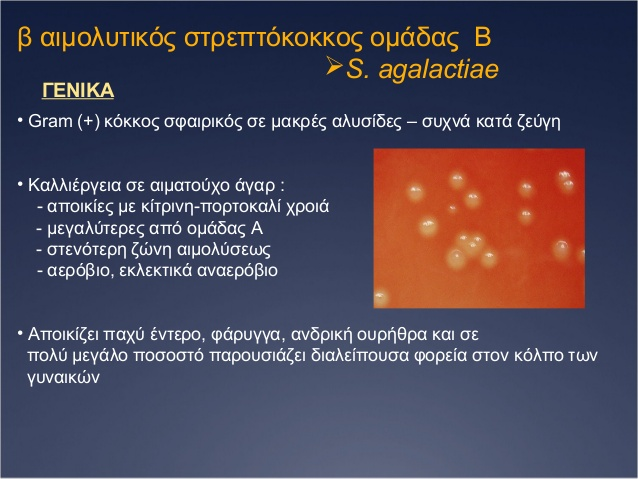 β αιμολυτικός στρεπτόκοκκος ομάδας Β
➢S. agalactiae
ΓΕΝΙΚΑ
• Gram (+) κόκκος σφαιρικός σε μακρές αλυσίδες – συχνά κατά ζεύγη
• Καλλιέργεια σε αιματούχο άγαρ :
- αποικίες με κίτρινη-πορτοκαλί χροιά
- μεγαλύτερες από ομάδας Α
- στενότερη ζώνη αιμολύσεως
- αερόβιο, εκλεκτικά αναερόβιο
• Αποικίζει παχύ έντερο, φάρυγγα, ανδρική ουρήθρα και σε
πολύ μεγάλο ποσοστό παρουσιάζει διαλείπουσα φορεία στον κόλπο των
γυναικών